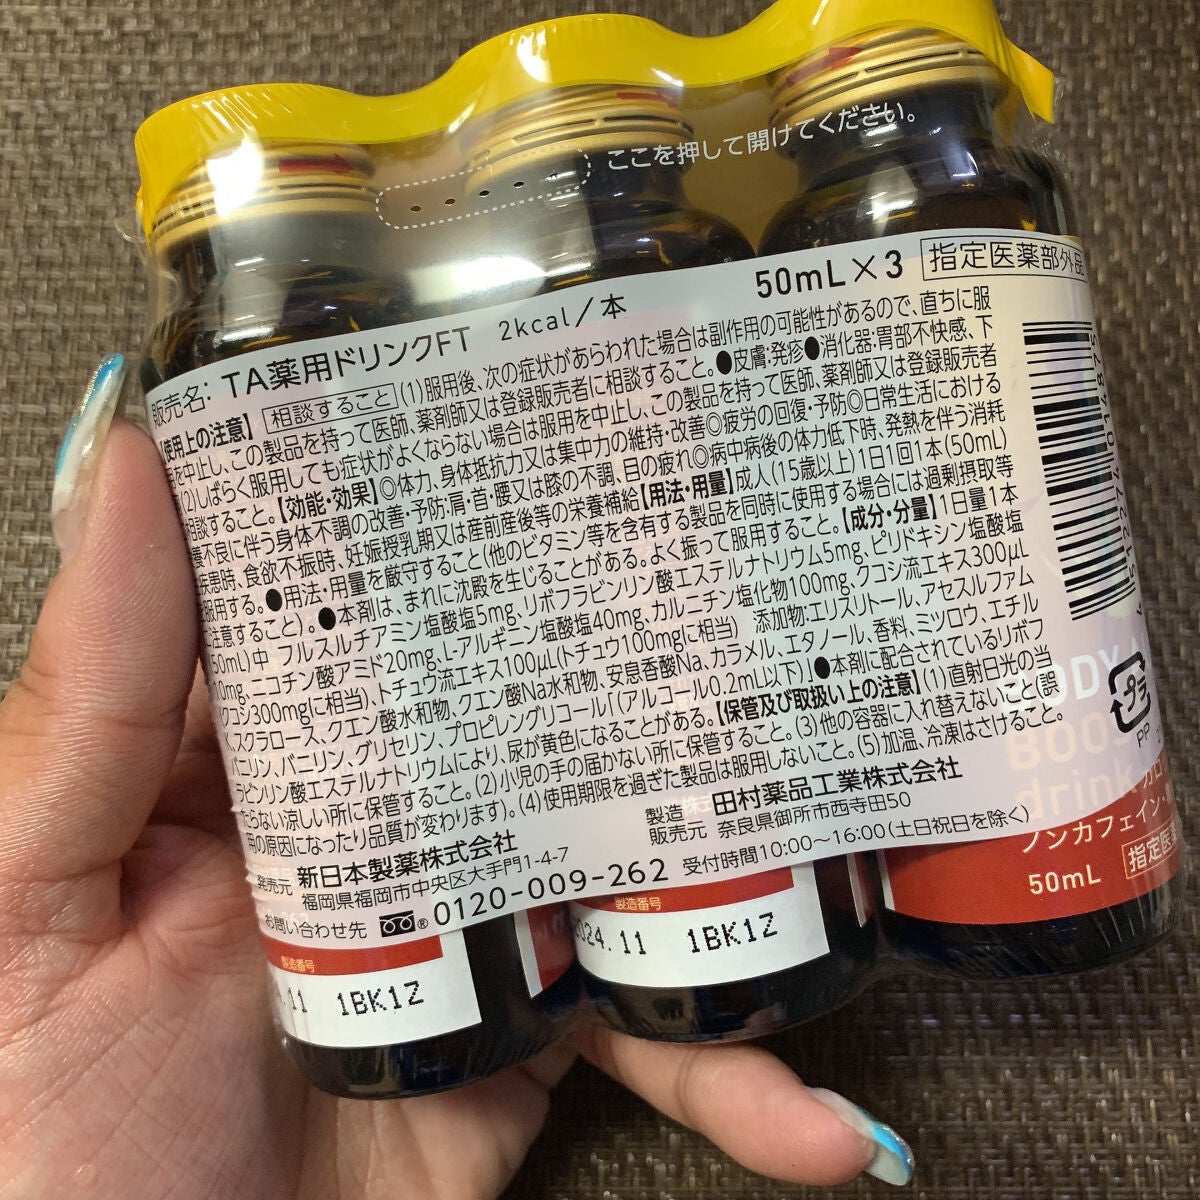 ここを押して開けてください。
50mL×3 指定医薬部外品
販売名：TA薬用ドリンクFT 2kcal/本
【使用上の注意】 相談すること (1)服用後、次の症状があらわれた場合は副作用の可能性があるので、直ちに服
を中止し、この製品を持って医師、薬剤師又は登録販売者に相談すること。●皮膚:発疹●消化器:胃部不快感、下
(2)しばらく服用しても症状がよくならない場合は服用を中止し、この製品を持って医師、薬剤師又は登録販売者
相談すること。【効能・効果】◎体力、身体抵抗力又は集中力の維持・改善◎疲労の回復・予防◎日常生活における
養不良に伴う身体不調の改善・予防:肩・首・腰又は膝の不調、目の疲れ◎病中病後の体力低下時、発熱を伴う消耗
疾患時、食欲不振時、妊娠授乳期又は産前産後等の栄養補給【用法・用量】成人(15歳以上)1日1回1本(50mL)
服用する。●用法・用量を厳守すること(他のビタミン等を含有する製品を同時に使用する場合には過剰摂取等
に注意すること)。●本剤は、まれに沈殿を生じることがある。よく振って服用すること。【成分・分量】1日量1本
50mL)中 フルスルチアミン塩酸塩5mg、リボフラビンリン酸エステルナトリウム5mg、ピリドキシン塩酸塩
0mg、ニコチン酸アミド20mg、L-アルギニン塩酸塩40mg、カルニチン塩化物100mg、クコシ流エキス300μL
クコシ300mgに相当)、トチュウ流エキス100μL(トチュウ100mgに相当) 添加物:エリスリトール、アセスルファム
K、スクラロース、クエン酸水和物、クエン酸Na水和物、安息香酸Na、カラメル、エタノール、香料、ミツロウ、エチル
バニリン、バニリン、グリセリン、プロピレングリコール「(アルコール0.2mL以下)」●本剤に配合されているリボフ
ラビンリン酸エステルナトリウムにより、尿が黄色になることがある。【保管及び取扱い上の注意】(1)直射日光の当
たらない涼しい所に保管すること。(2)小児の手の届かない所に保管すること。(3)他の容器に入れ替えないこと(誤
用の原因になったり品質が変わります)。(4)使用期限を過ぎた製品は服用しないこと。(5)加温、冷凍はさけること。
発売元 新日本製薬株式会社
福岡県福岡市中央区大手門1-4-7
製造販売元 田村薬品工業株式会社
奈良県御所市西寺田50
お問い合わせ先 0120-009-262 受付時間10:00〜16:00(土日祝日を除く)
プラ
PP
BODY
BOOS
drink
ノンカフェイン
50mL 指定医薬
製造番号
.11 1BK1Z
製造番号
2024.11 1BK1Z